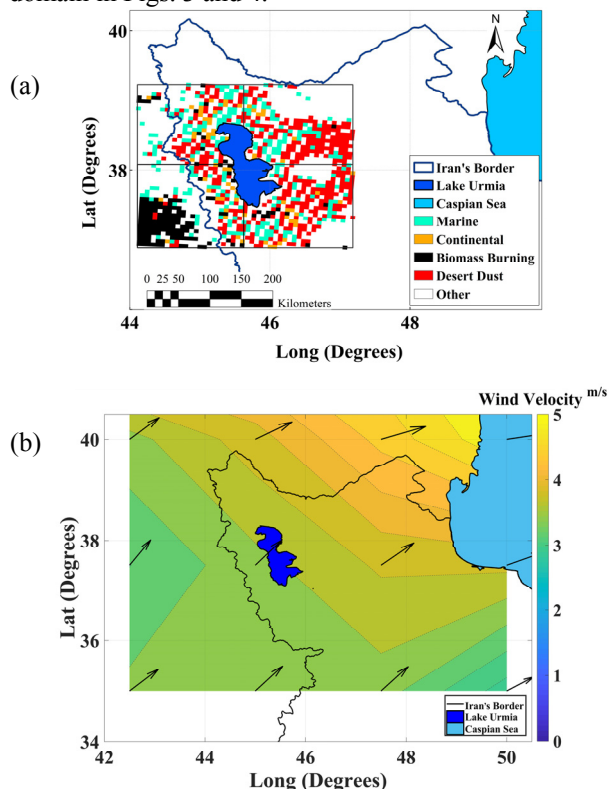 domain in Figs. 3 and 4.
(a)
40
38
44
46
48
Lat (Degrees)
Long (Degrees)
N
Iran's Border
Lake Urmia
Caspian Sea
Marine
Continental
Biomass Burning
Desert Dust
Other
0 25 50 100 150 200
Kilometers
(b)
Wind Velocity m/s
40
38
36
34
42
44
46
48
50
Lat (Degrees)
Long (Degrees)
5
4
3
2
1
0
Iran's Border
Lake Urmia
Caspian Sea